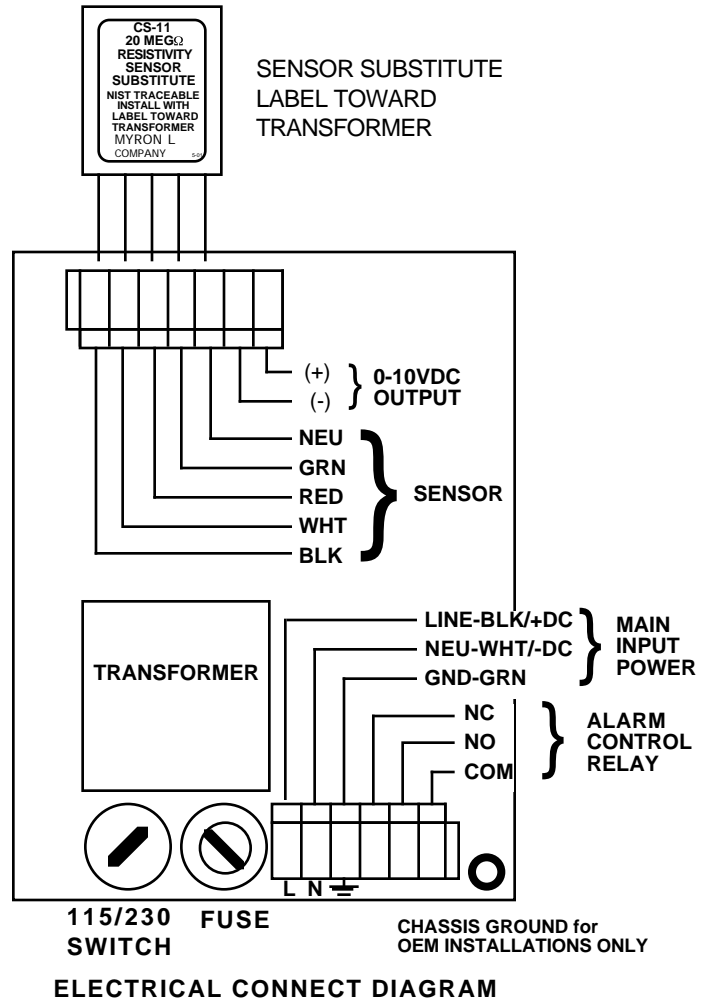 CS-11
20 MEGΩ
RESISTIVITY
SENSOR
SUBSTITUTE
NIST TRACEABLE
INSTALL WITH
LABEL TOWARD
TRANSFORMER
MYRON L
COMPANY
SENSOR SUBSTITUTE
LABEL TOWARD
TRANSFORMER
(+)
(-)
0-10VDC
OUTPUT
NEU
GRN
RED
WHT
BLK
SENSOR
LINE-BLK/+DC
NEU-WHT/-DC
GND-GRN
MAIN
INPUT
POWER
NC
NO
COM
ALARM
CONTROL
RELAY
TRANSFORMER
L N
115/230
SWITCH
FUSE
CHASSIS GROUND for
OEM INSTALLATIONS ONLY
ELECTRICAL CONNECT DIAGRAM